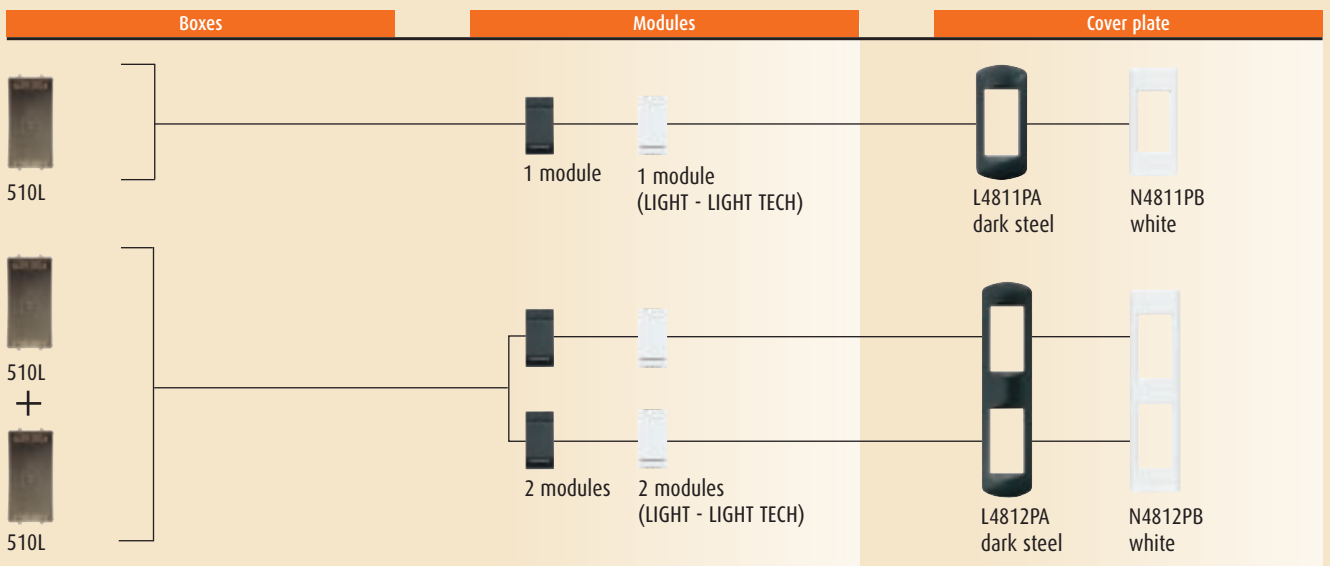 Boxes
Modules
Cover plate
510L
1 module
1 module
(LIGHT - LIGHT TECH)
L4811PA
dark steel
N4811PB
white
510L
+
510L
2 modules
2 modules
(LIGHT - LIGHT TECH)
L4812PA
dark steel
N4812PB
white